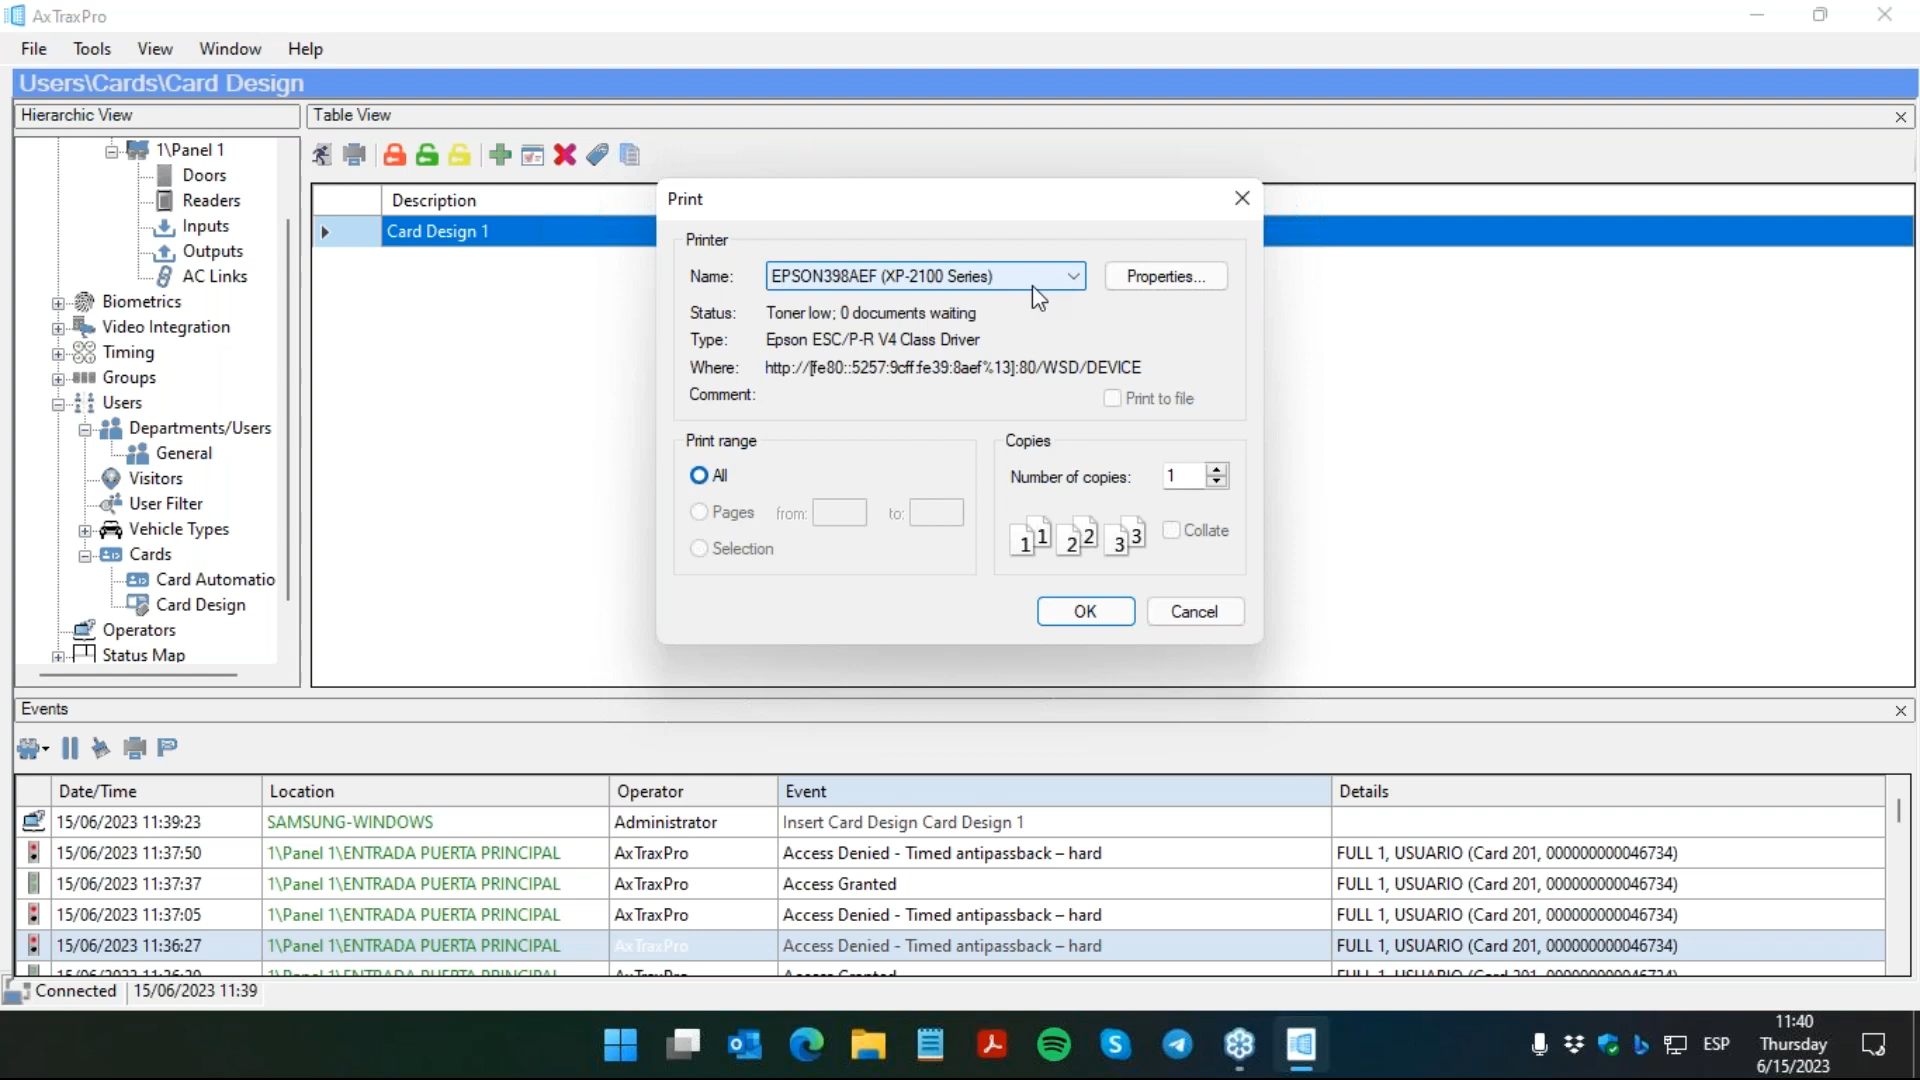 AxTraxPro
File Tools View Window Help
Users\Cards\Card Design
Hierarchic View
Table View
1\Panel 1
Doors
Readers
Inputs
Outputs
AC Links
Biometrics
Video Integration
Timing
Groups
Users
Departments/Users
General
Visitors
User Filter
Vehicle Types
Cards
Card Automatio
Card Design
Operators
Status Map
Description
Card Design 1
Print
Printer
Name: EPSON398AEF (XP-2100 Series) Properties...
Status: Toner low; 0 documents waiting
Type: Epson ESC/P-R V4 Class Driver
Where: http://[fe80::5257:9cff:fe39:8aef%13]:80/WSD/DEVICE
Comment: Print to file
Print range
All
Pages from: to:
Selection
Copies
Number of copies: 1
1 1 2 2 3 3 Collate
OK Cancel
Events
Date/Time Location Operator Event Details
15/06/2023 11:39:23 SAMSUNG-WINDOWS Administrator Insert Card Design Card Design 1
15/06/2023 11:37:50 1\Panel 1\ENTRADA PUERTA PRINCIPAL AxTraxPro Access Denied - Timed antipassback – hard FULL 1, USUARIO (Card 201, 000000000046734)
15/06/2023 11:37:37 1\Panel 1\ENTRADA PUERTA PRINCIPAL AxTraxPro Access Granted FULL 1, USUARIO (Card 201, 000000000046734)
15/06/2023 11:37:05 1\Panel 1\ENTRADA PUERTA PRINCIPAL AxTraxPro Access Denied - Timed antipassback – hard FULL 1, USUARIO (Card 201, 000000000046734)
15/06/2023 11:36:27 1\Panel 1\ENTRADA PUERTA PRINCIPAL AxTraxPro Access Denied - Timed antipassback – hard FULL 1, USUARIO (Card 201, 000000000046734)
Connected 15/06/2023 11:39
ESP
11:40
Thursday
6/15/2023